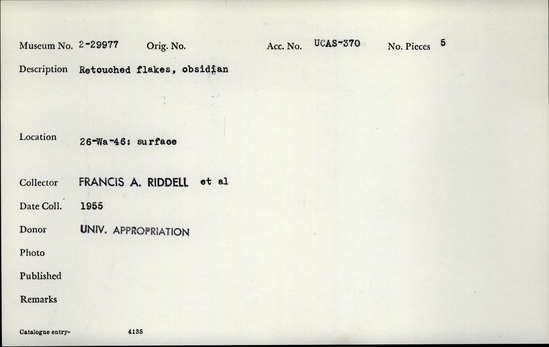 Museum No. 2-29977 Orig. No. Acc. No. UCAS-370 No. Pieces 5
Description Retouched flakes, obsidian
Location 26-Wa-46: surface
Collector FRANCIS A. RIDDELL et al
Date Coll. 1955
Donor UNIV. APPROPRIATION
Photo
Published
Remarks
Catalogue entry- 4135